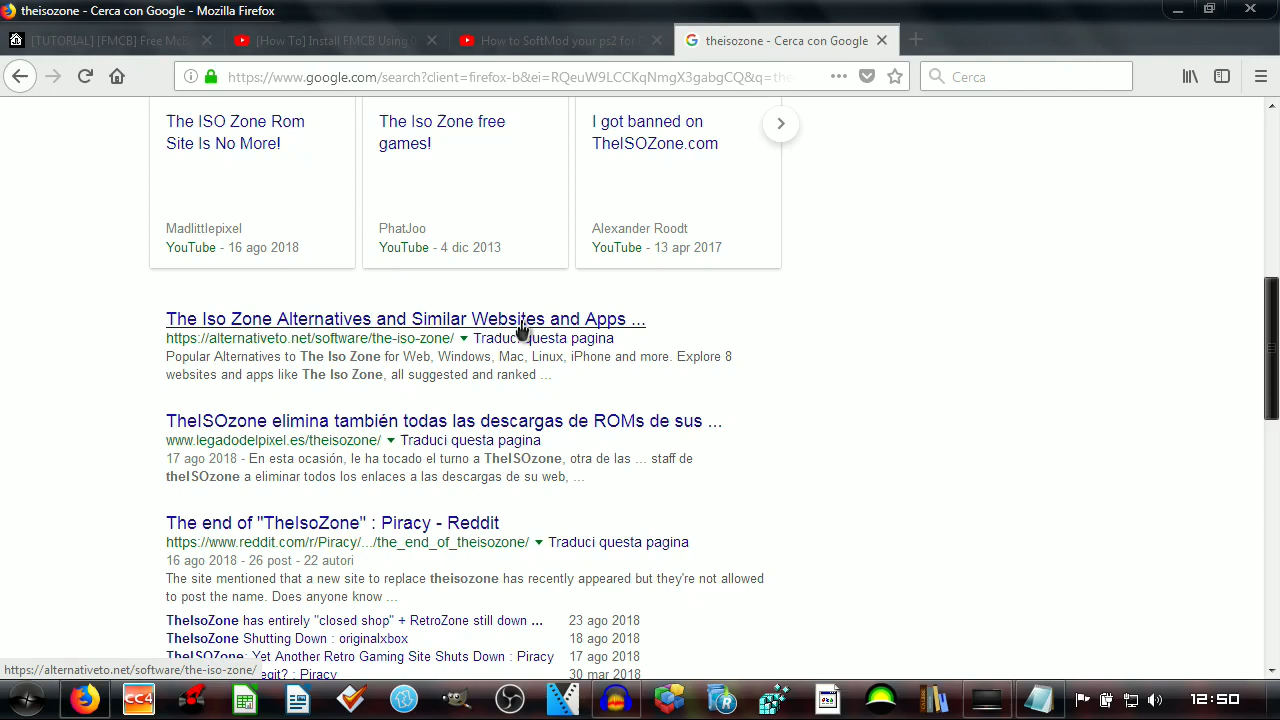 theisozone - Cerca con Google - Mozilla Firefox
[TUTORIAL] [FMCB] Free McB
[How To] Install FMCB Using
How to SoftMod your ps2 for
theisozone - Cerca con Google
https://www.google.com/search?client=firefox-b&ei=RQeuW9LCCKqNmgX3gabgCQ&q=the
Cerca
The ISO Zone Rom
Site Is No More!
Madlittlepixel
YouTube - 16 ago 2018
The Iso Zone free
games!
PhatJoo
YouTube - 4 dic 2013
I got banned on
TheISOZone.com
Alexander Roodt
YouTube - 13 apr 2017
The Iso Zone Alternatives and Similar Websites and Apps ...
https://alternativeto.net/software/the-iso-zone/ Traduci questa pagina
Popular Alternatives to The Iso Zone for Web, Windows, Mac, Linux, iPhone and more. Explore 8
websites and apps like The Iso Zone, all suggested and ranked ...
TheISOzone elimina también todas las descargas de ROMs de sus ...
www.legadodelpixel.es/theisozone/ Traduci questa pagina
17 ago 2018 - En esta ocasión, le ha tocado el turno a TheISOzone, otra de las ... staff de
theISOzone a eliminar todos los enlaces a las descargas de su web, ...
The end of "TheIsoZone" : Piracy - Reddit
https://www.reddit.com/r/Piracy/.../the_end_of_theisozone/ Traduci questa pagina
16 ago 2018 - 26 post - 22 autori
The site mentioned that a new site to replace theisozone has recently appeared but they're not allowed
to post the name. Does anyone know ...
TheIsoZone has entirely "closed shop" + RetroZone still down ... 23 ago 2018
TheIsoZone Shutting Down : originalxbox 18 ago 2018
TheISOZone: Yet Another Retro Gaming Site Shuts Down : Piracy 17 ago 2018
egit? : Piracy 30 mar 2018
https://alternativeto.net/software/the-iso-zone/
CC4
12:50